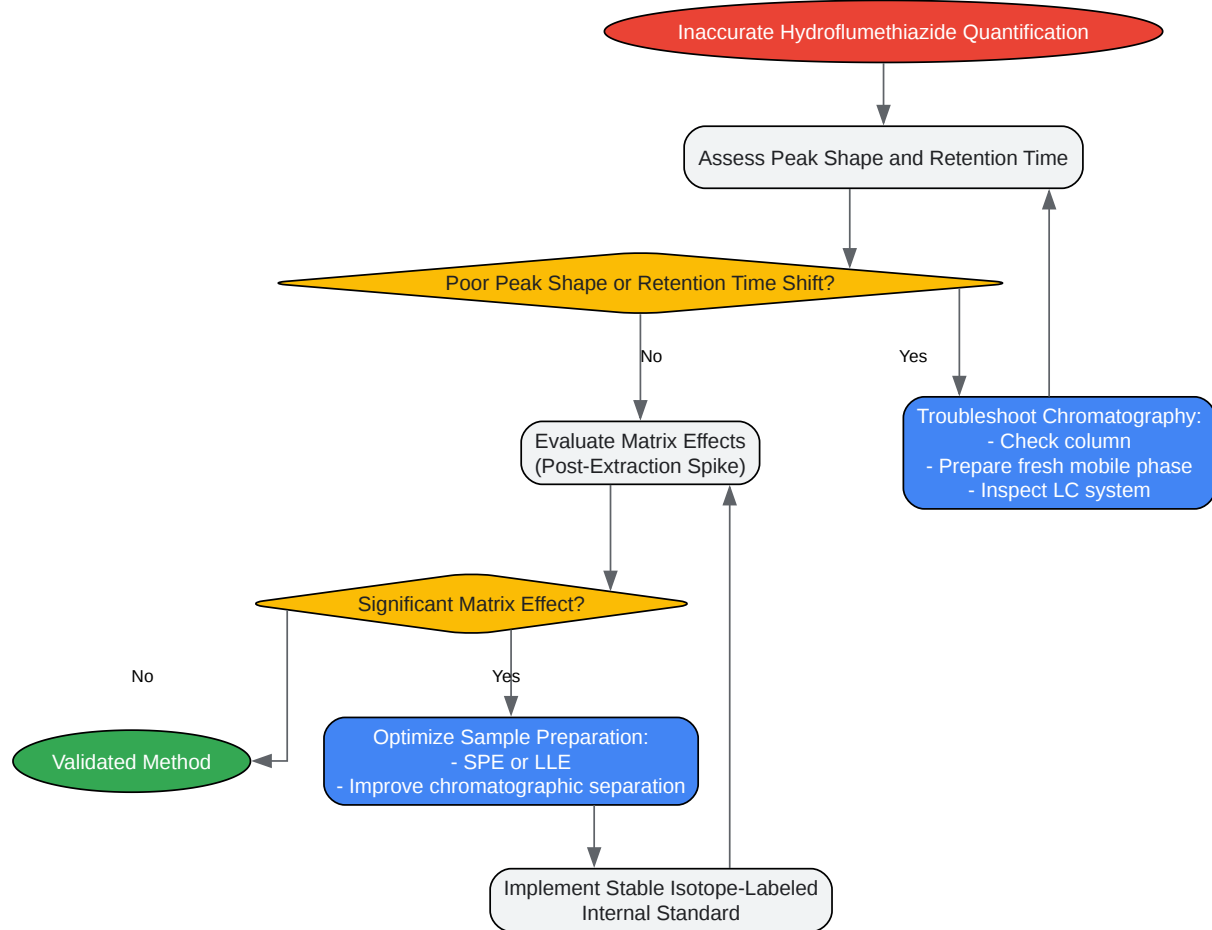 Inaccurate Hydroflumethiazide Quantification
Assess Peak Shape and Retention Time
Poor Peak Shape or Retention Time Shift?
No
Yes
Troubleshoot Chromatography:
- Check column
- Prepare fresh mobile phase
- Inspect LC system
Evaluate Matrix Effects
(Post-Extraction Spike)
Significant Matrix Effect?
No
Yes
Validated Method
Optimize Sample Preparation:
- SPE or LLE
- Improve chromatographic separation
Implement Stable Isotope-Labeled
Internal Standard